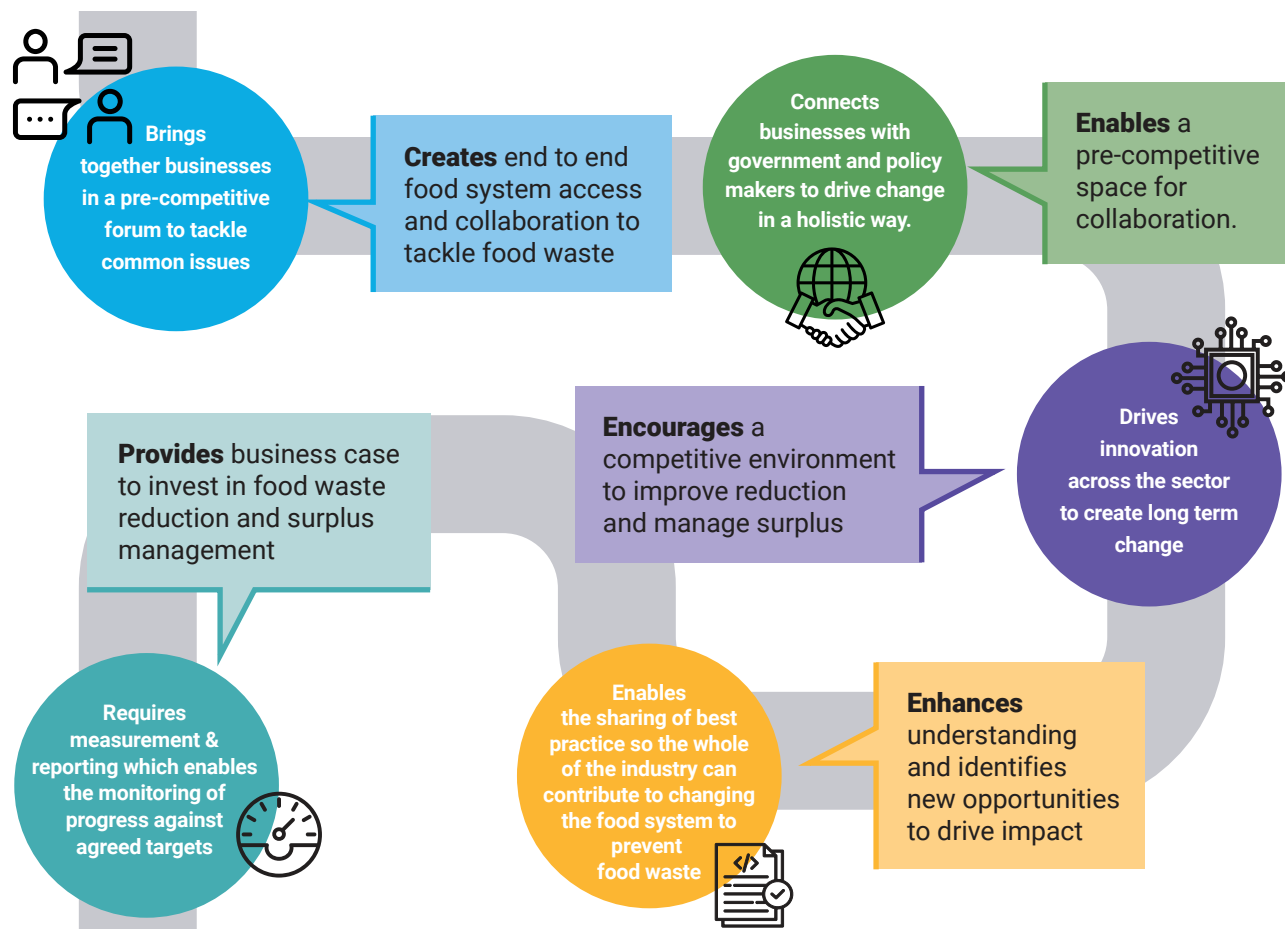 Brings
together businesses
in a pre-competitive
forum to tackle
common issues
Creates end to end
food system access
and collaboration to
tackle food waste
Connects
businesses with
government and policy
makers to drive change
in a holistic way.
Enables a
pre-competitive
space for
collaboration.
Drives
innovation
across the sector
to create long term
change
Encourages a
competitive environment
to improve reduction
and manage surplus
Enhances
understanding
and identifies
new opportunities
to drive impact
Enables
the sharing of best
practice so the whole
of the industry can
contribute to changing
the food system to
prevent
food waste
</>
Provides business case
to invest in food waste
reduction and surplus
management
Requires
measurement &
reporting which enables
the monitoring of
progress against
agreed targets